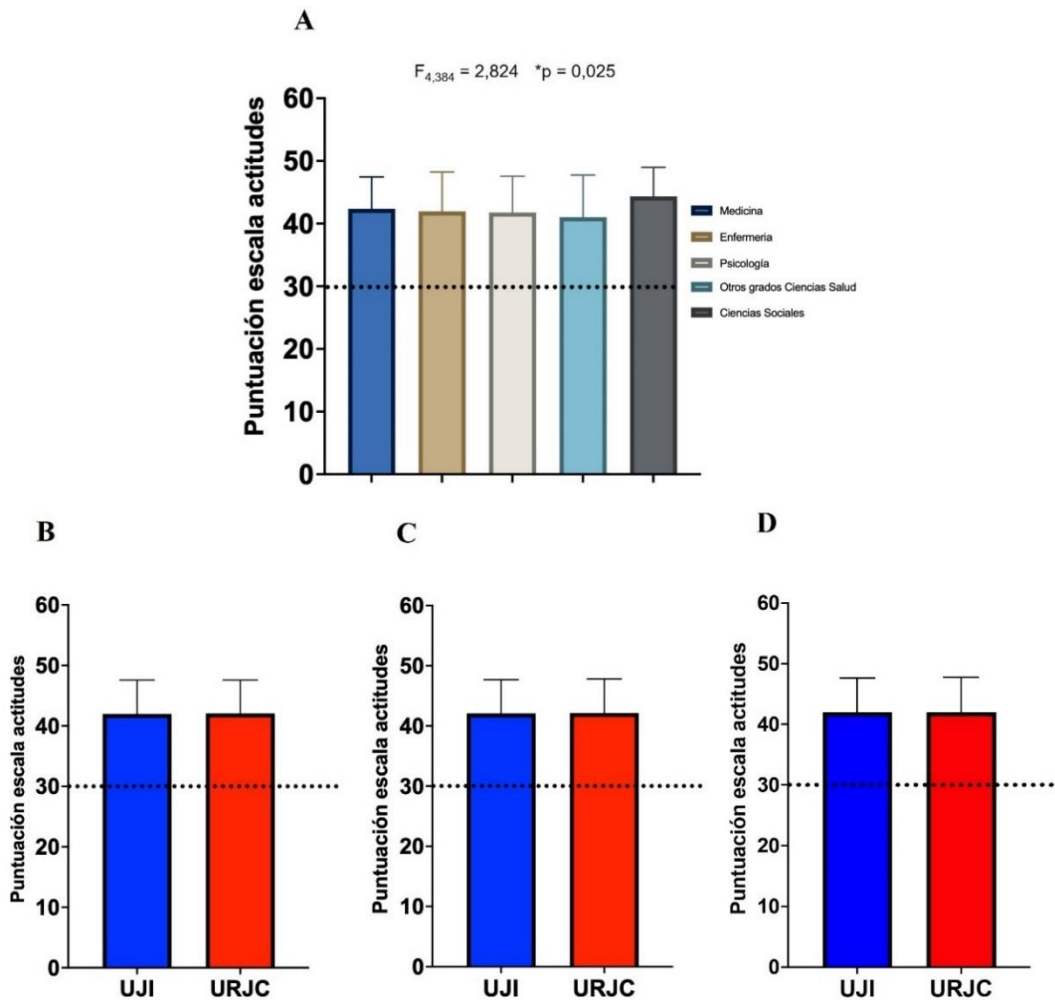 A
F4,384 = 2,824 *p = 0,025
Puntuación escala actitudes
60
50
40
30
20
10
0
Medicina
Enfermeria
Psicología
Otros grados Ciencias Salud
Ciencias Sociales
B
Puntuación escala actitudes
60
50
40
30
20
10
0
UJI URJC
C
Puntuación escala actitudes
60
50
40
30
20
10
0
UJI URJC
D
Puntuación escala actitudes
60
50
40
30
20
10
0
UJI URJC